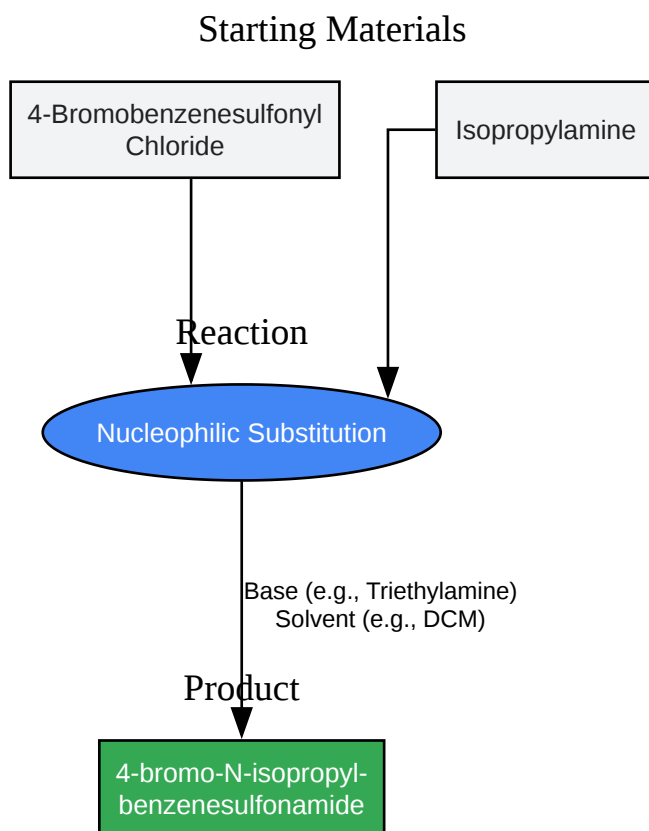 Starting Materials
4-Bromobenzenesulfonyl
Chloride
Isopropylamine
Reaction
Nucleophilic Substitution
Base (e.g., Triethylamine)
Solvent (e.g., DCM)
Product
4-bromo-N-isopropyl-
benzenesulfonamide